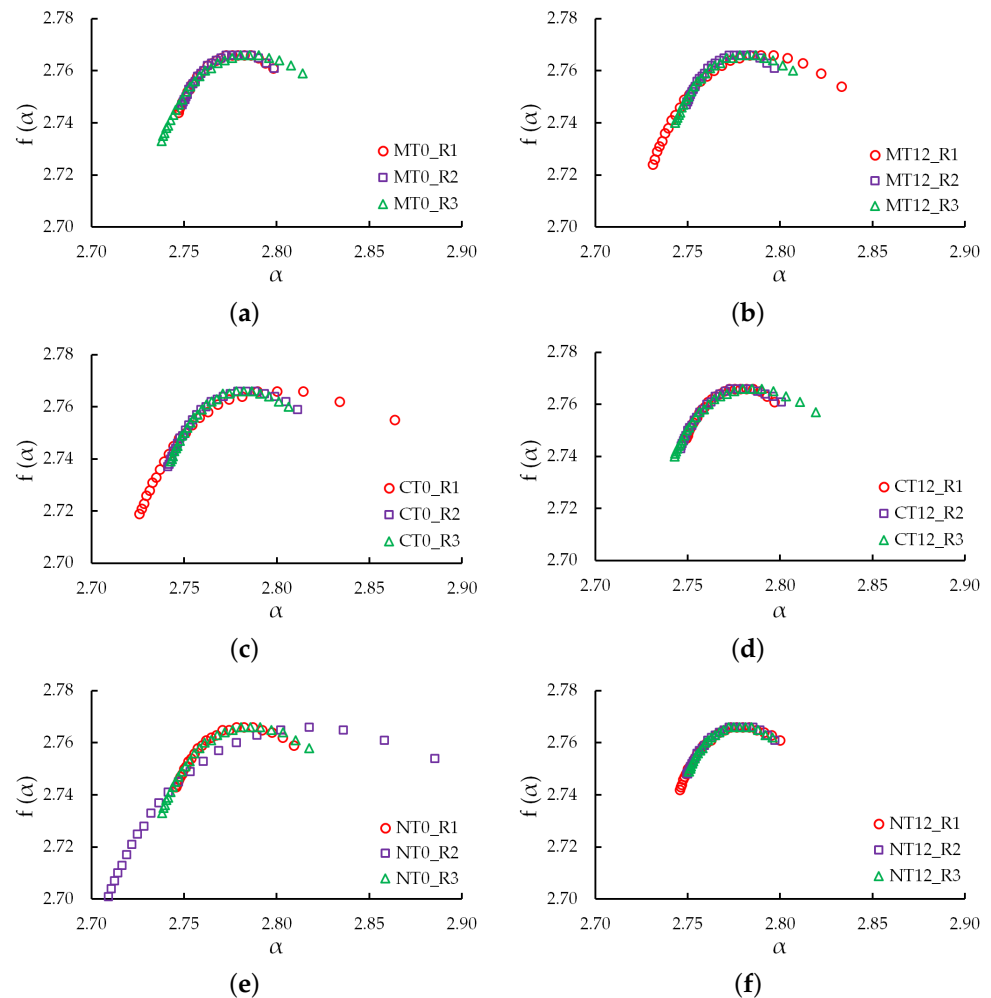 2.78
2.76
2.74
2.72
2.70
f (α)
2.70 2.75 2.80 2.85 2.90
α
MT0_R1
MT0_R2
MT0_R3
(a)
2.78
2.76
2.74
2.72
2.70
f (α)
2.70 2.75 2.80 2.85 2.90
α
MT12_R1
MT12_R2
MT12_R3
(b)
2.78
2.76
2.74
2.72
2.70
f (α)
2.70 2.75 2.80 2.85 2.90
α
CT0_R1
CT0_R2
CT0_R3
(c)
2.78
2.76
2.74
2.72
2.70
f (α)
2.70 2.75 2.80 2.85 2.90
α
CT12_R1
CT12_R2
CT12_R3
(d)
2.78
2.76
2.74
2.72
2.70
f (α)
2.70 2.75 2.80 2.85 2.90
α
NT0_R1
NT0_R2
NT0_R3
(e)
2.78
2.76
2.74
2.72
2.70
f (α)
2.70 2.75 2.80 2.85 2.90
α
NT12_R1
NT12_R2
NT12_R3
(f)